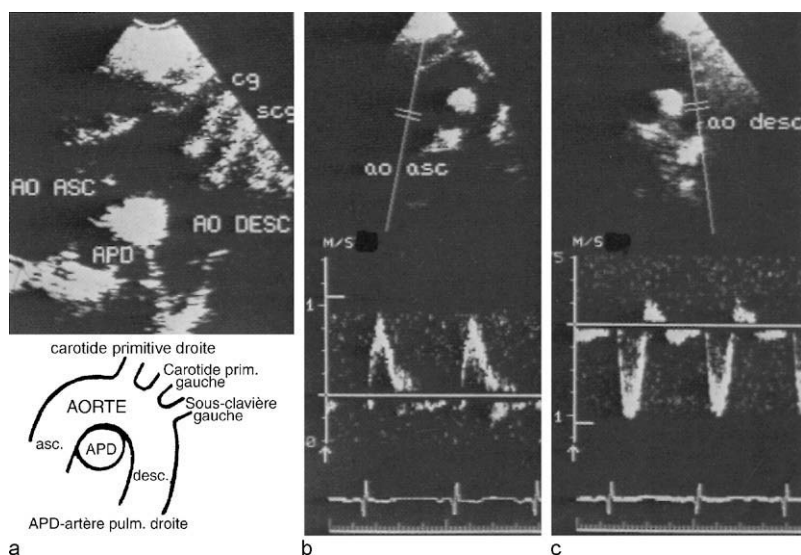 cg
scg
AO ASC
AO DESC
APD
carotide primitive droite
Carotide prim.
gauche
Sous-clavière
gauche
AORTE
asc.
APD
desc.
APD-artère pulm. droite
a
ao asc
M/S
1
0
b
ao desc
M/S
5
1
c